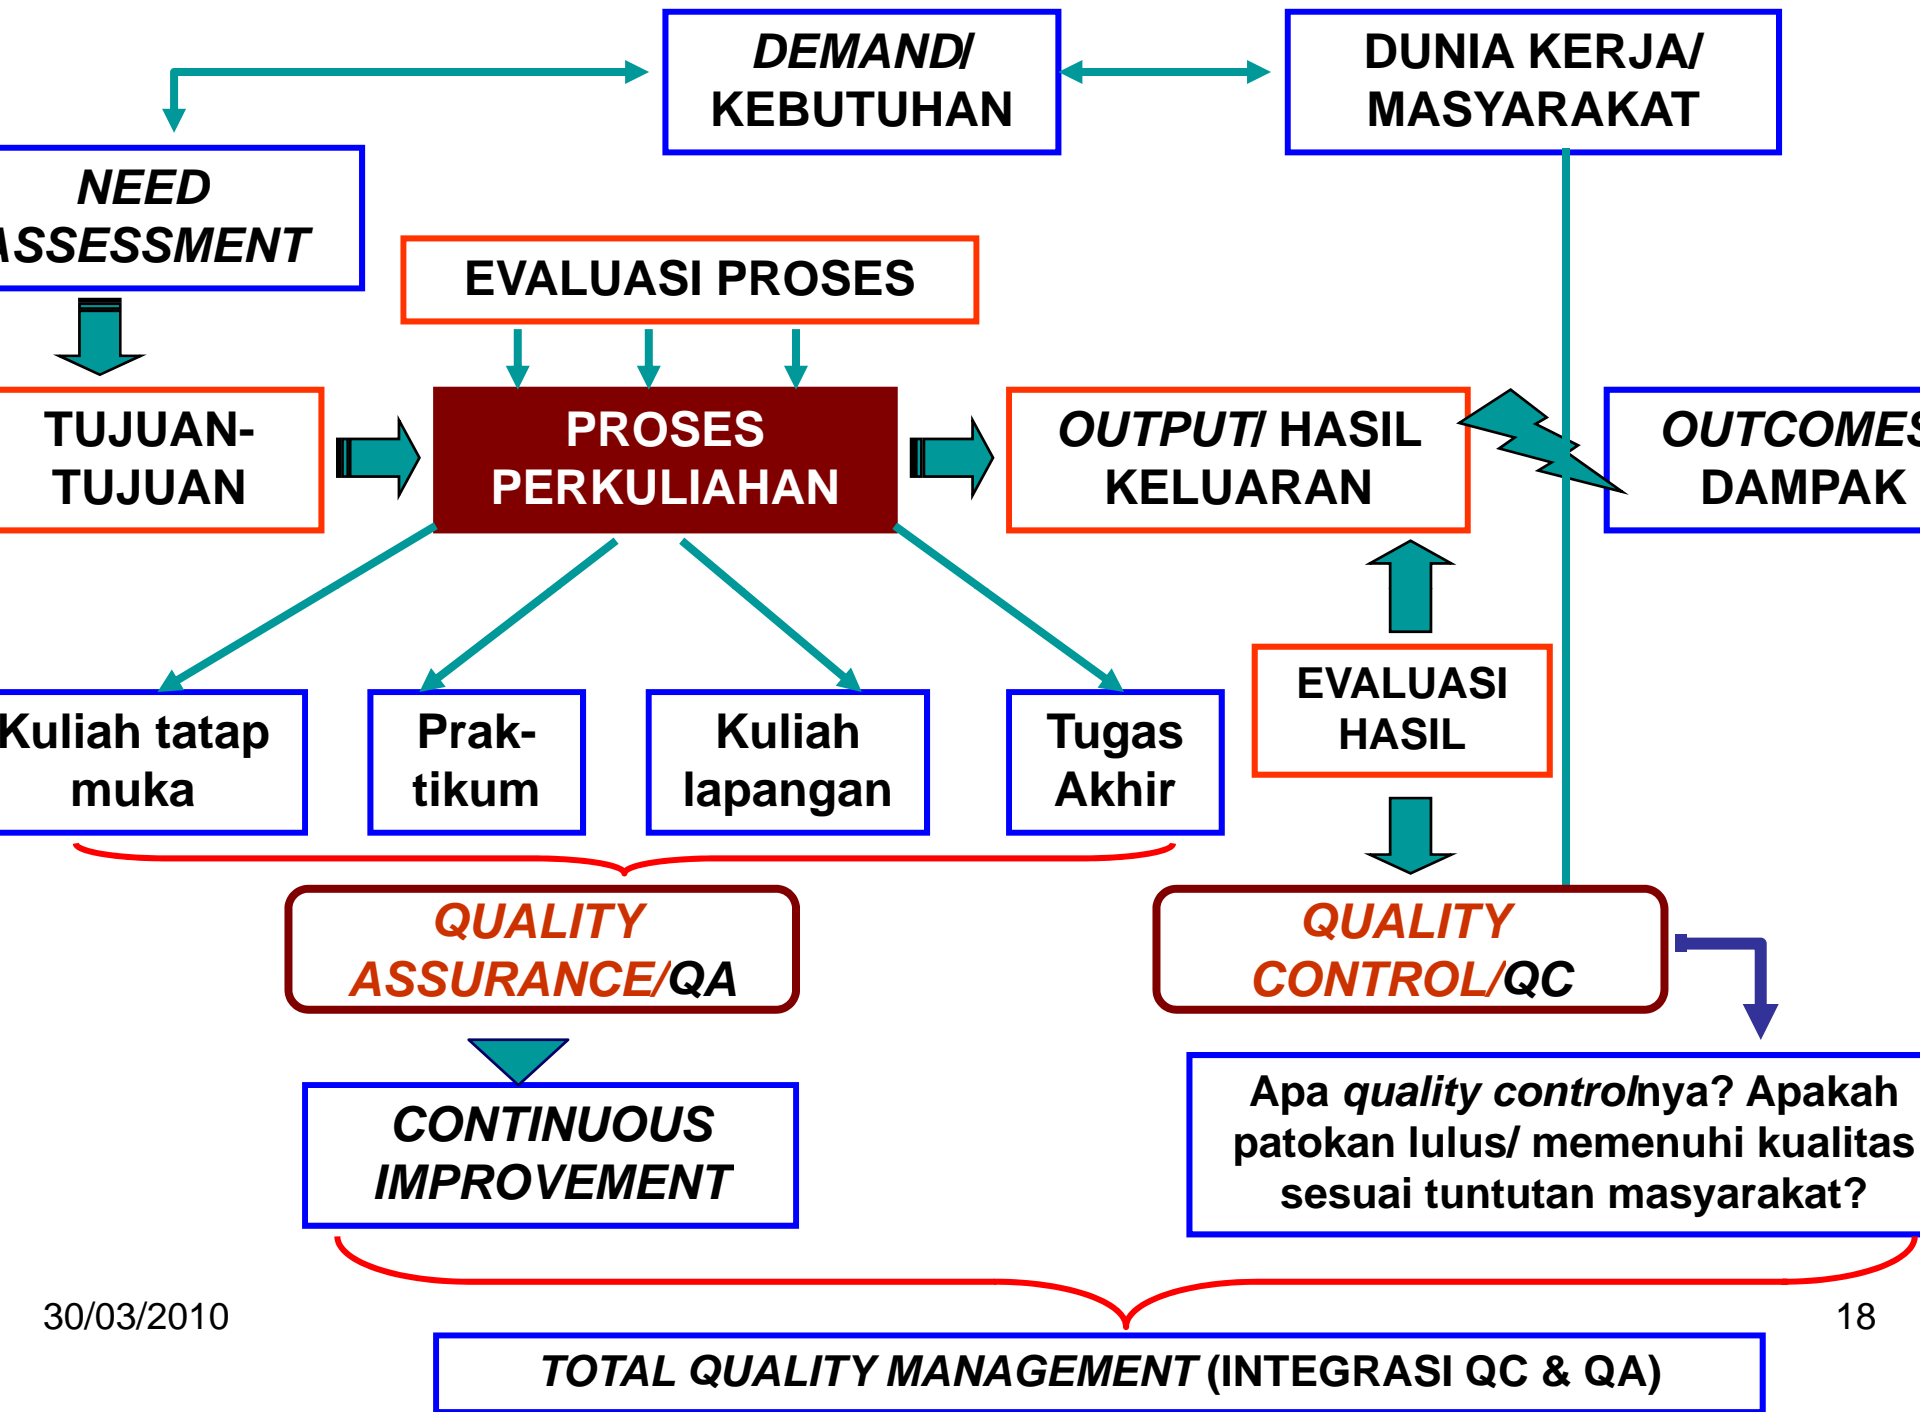 DEMAND/
KEBUTUHAN
DUNIA KERJA/
MASYARAKAT
NEED
ASSESSMENT
EVALUASI PROSES
TUJUAN-
TUJUAN
PROSES
PERKULIAHAN
OUTPUT/ HASIL
KELUARAN
OUTCOMES
DAMPAK
Kuliah tatap
muka
Prak-
tikum
Kuliah
lapangan
Tugas
Akhir
EVALUASI
HASIL
QUALITY
ASSURANCE/QA
QUALITY
CONTROL/QC
CONTINUOUS
IMPROVEMENT
Apa quality controlnya? Apakah
patokan lulus/ memenuhi kualitas
sesuai tuntutan masyarakat?
30/03/2010
18
TOTAL QUALITY MANAGEMENT (INTEGRASI QC & QA)